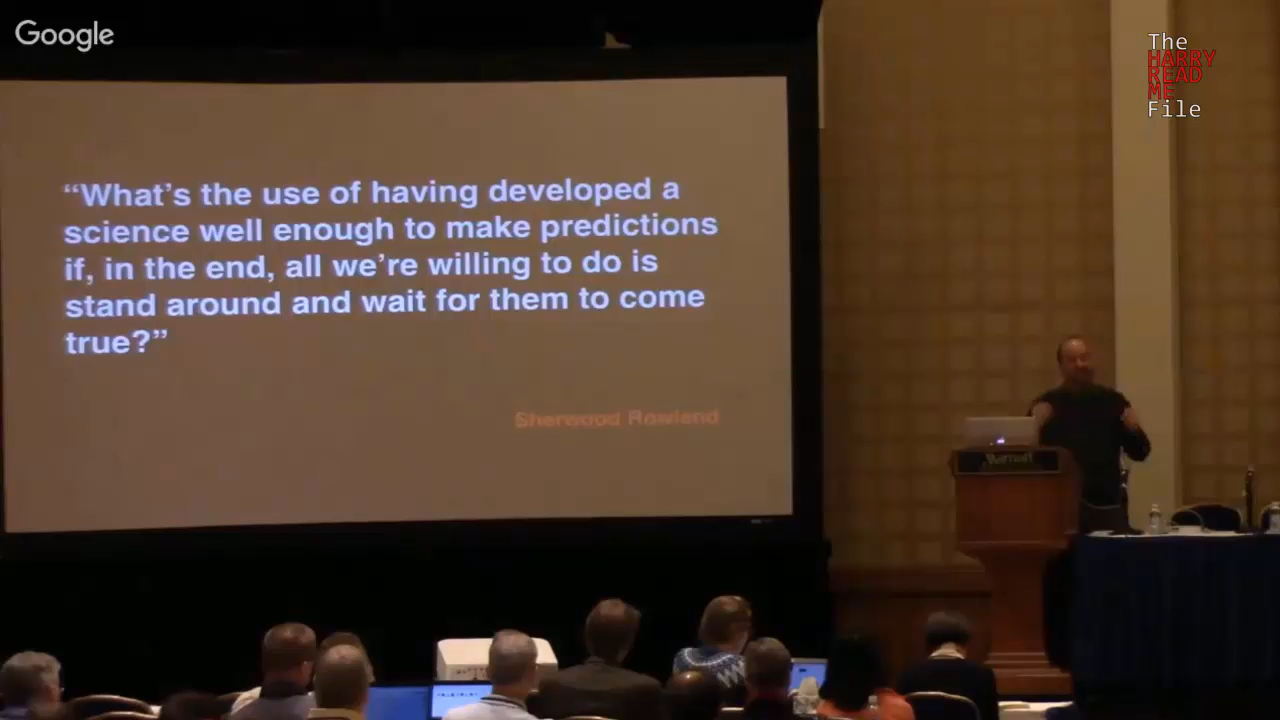 Google
The
HARRY
READ
ME
File
“What’s the use of having developed a
science well enough to make predictions
if, in the end, all we’re willing to do is
stand around and wait for them to come
true?”
Sherwood Rowland
Marriott